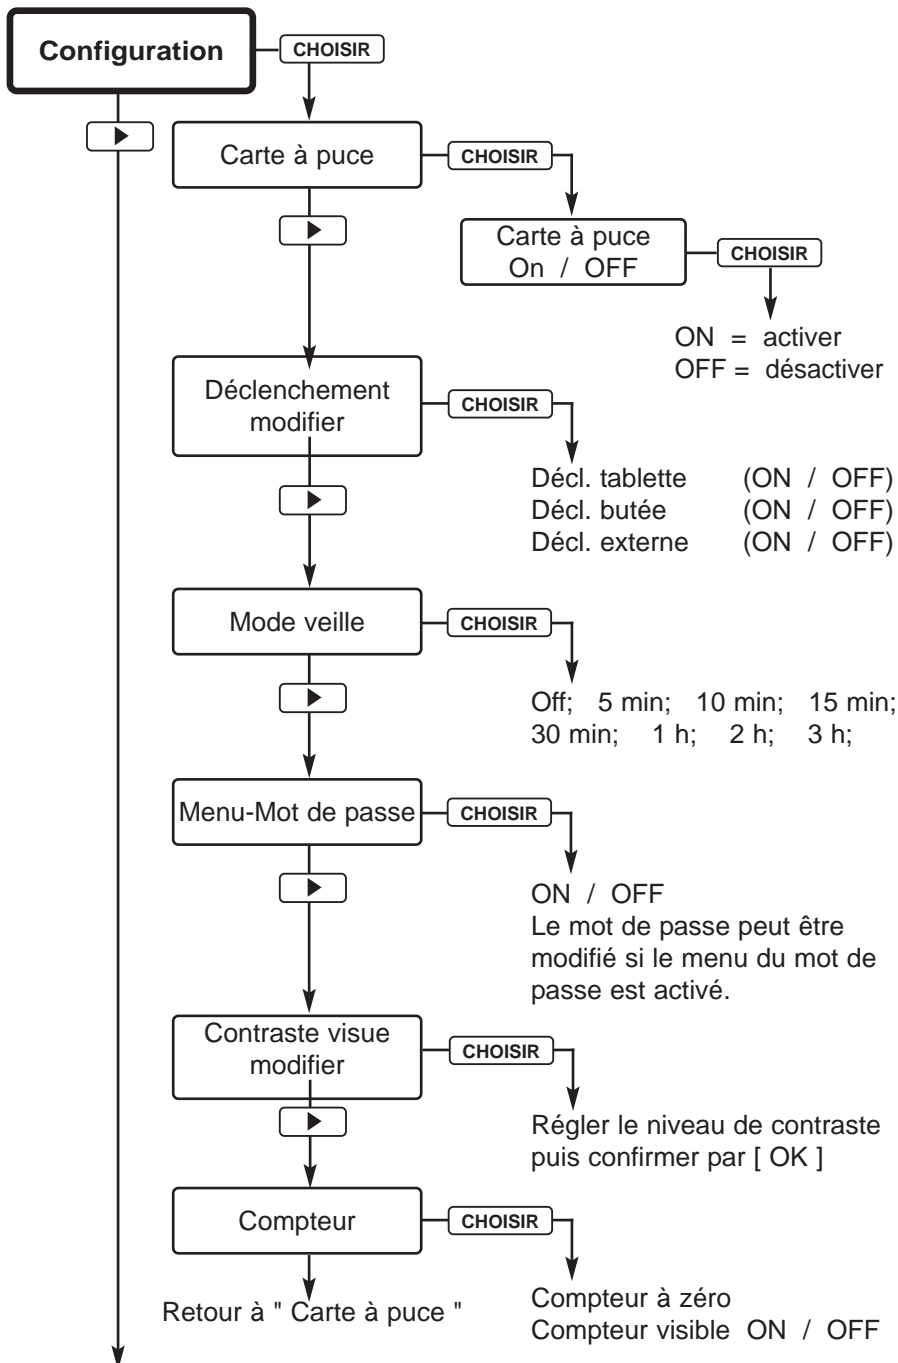 Configuration
CHOISIR
Carte à puce
CHOISIR
Carte à puce
On / OFF
CHOISIR
ON = activer
OFF = désactiver
Déclenchement
modifier
CHOISIR
Décl. tablette (ON / OFF)
Décl. butée (ON / OFF)
Décl. externe (ON / OFF)
Mode veille
CHOISIR
Off; 5 min; 10 min; 15 min;
30 min; 1 h; 2 h; 3 h;
Menu-Mot de passe
CHOISIR
ON / OFF
Le mot de passe peut être
modifié si le menu du mot de
passe est activé.
Contraste visue
modifier
CHOISIR
Régler le niveau de contraste
puis confirmer par [ OK ]
Compteur
CHOISIR
Retour à " Carte à puce "
Compteur à zéro
Compteur visible ON / OFF